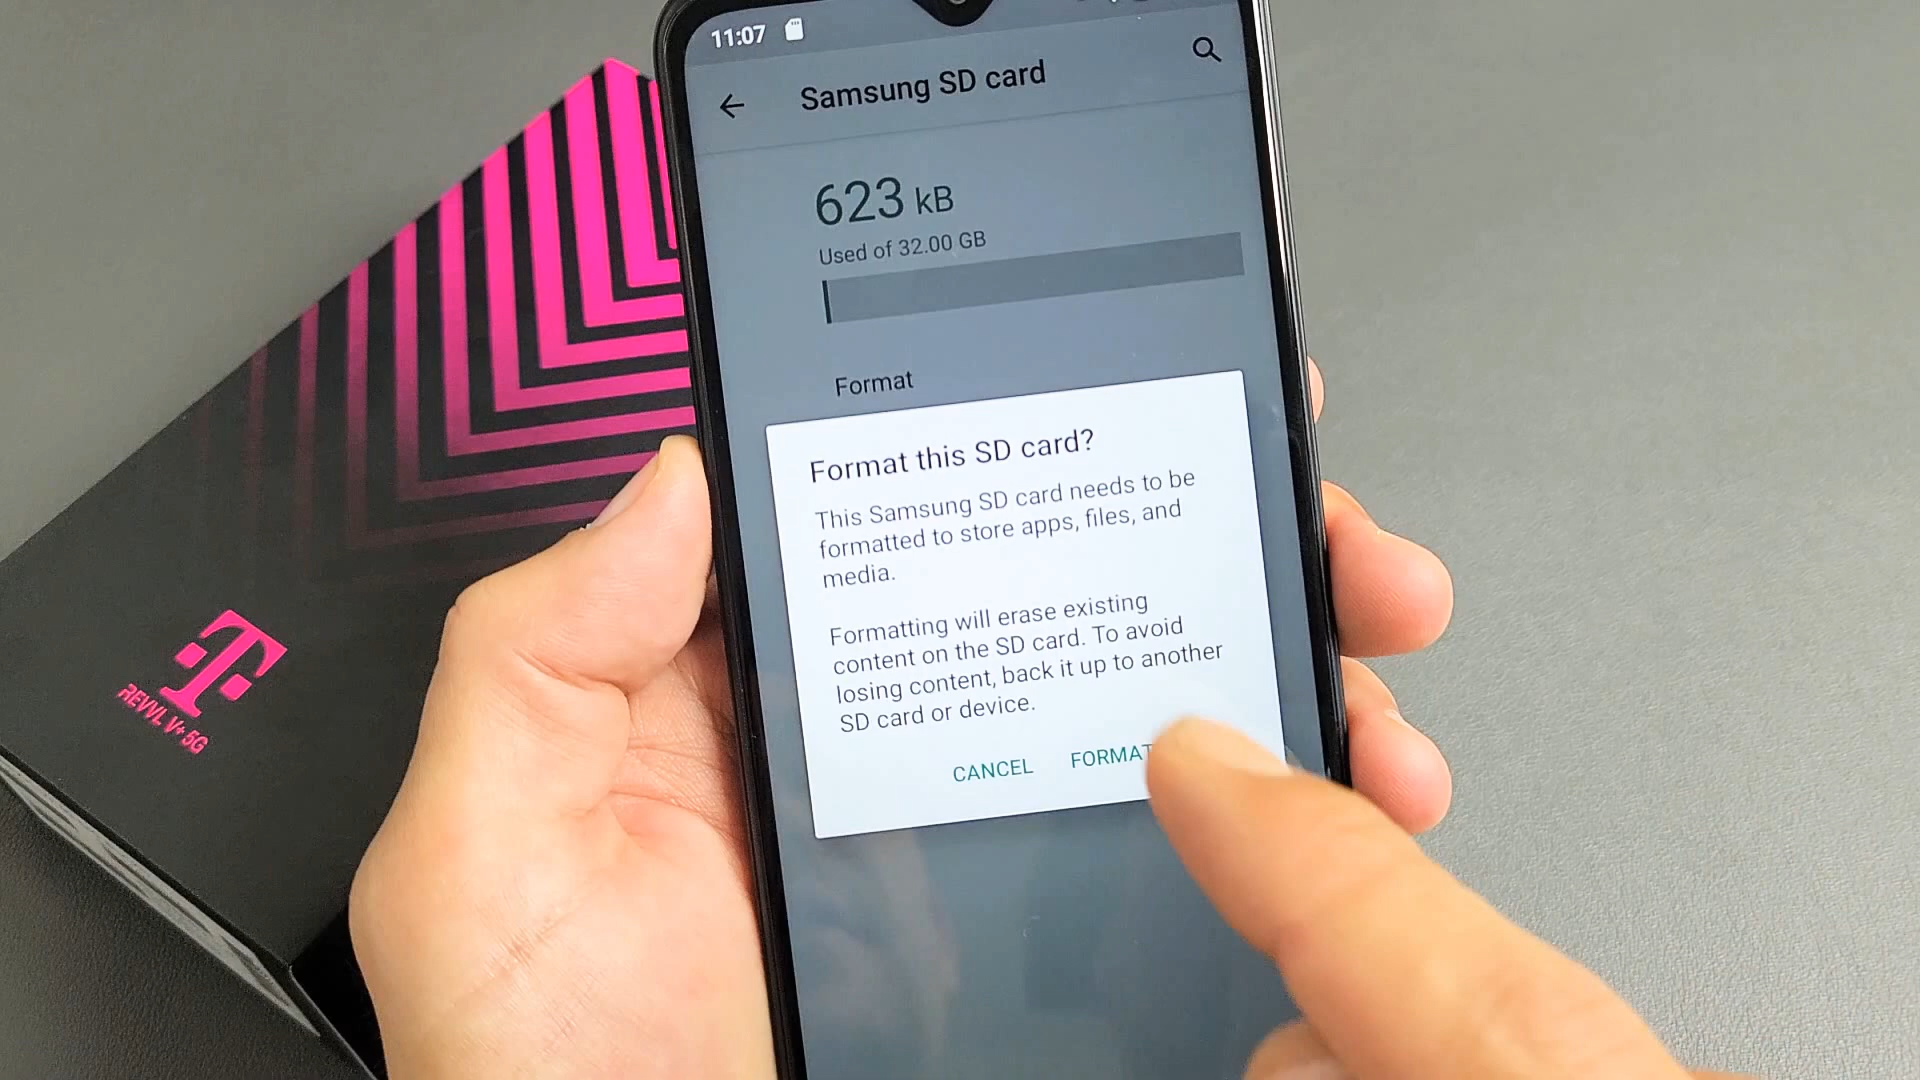 11:07
Samsung SD card
623 kB
Used of 32.00 GB
Format
Format this SD card?
This Samsung SD card needs to be
formatted to store apps, files, and
media.
Formatting will erase existing
content on the SD card. To avoid
losing content, back it up to another
SD card or device.
CANCEL FORMAT
T
REVVL V+ 5G